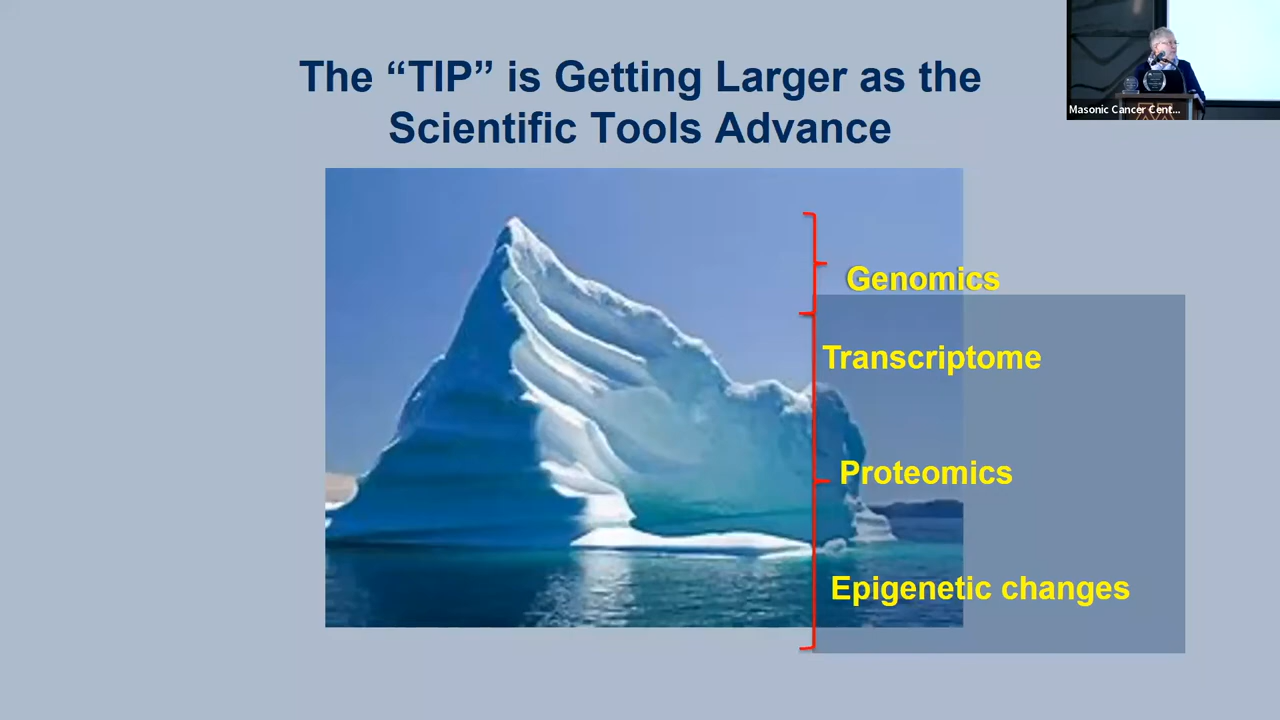 The “TIP” is Getting Larger as the
Scientific Tools Advance
Masonic Cancer Cent...
Genomics
Transcriptome
Proteomics
Epigenetic changes